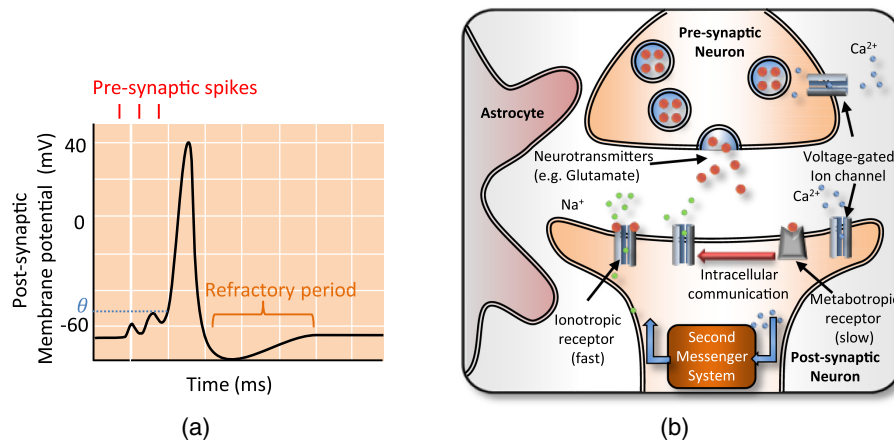 Pre-synaptic spikes
Post-synaptic
Membrane potential (mV)
40
0
θ
-60
Refractory period
Time (ms)
(a)
Pre-synaptic
Neuron
Ca2+
Astrocyte
Neurotransmitters
(e.g. Glutamate)
Voltage-gated
Ion channel
Na+
Ca2+
Intracellular
communication
Ionotropic
receptor
(fast)
Metabotropic
receptor
(slow)
Second
Messenger
System
Post-synaptic
Neuron
(b)